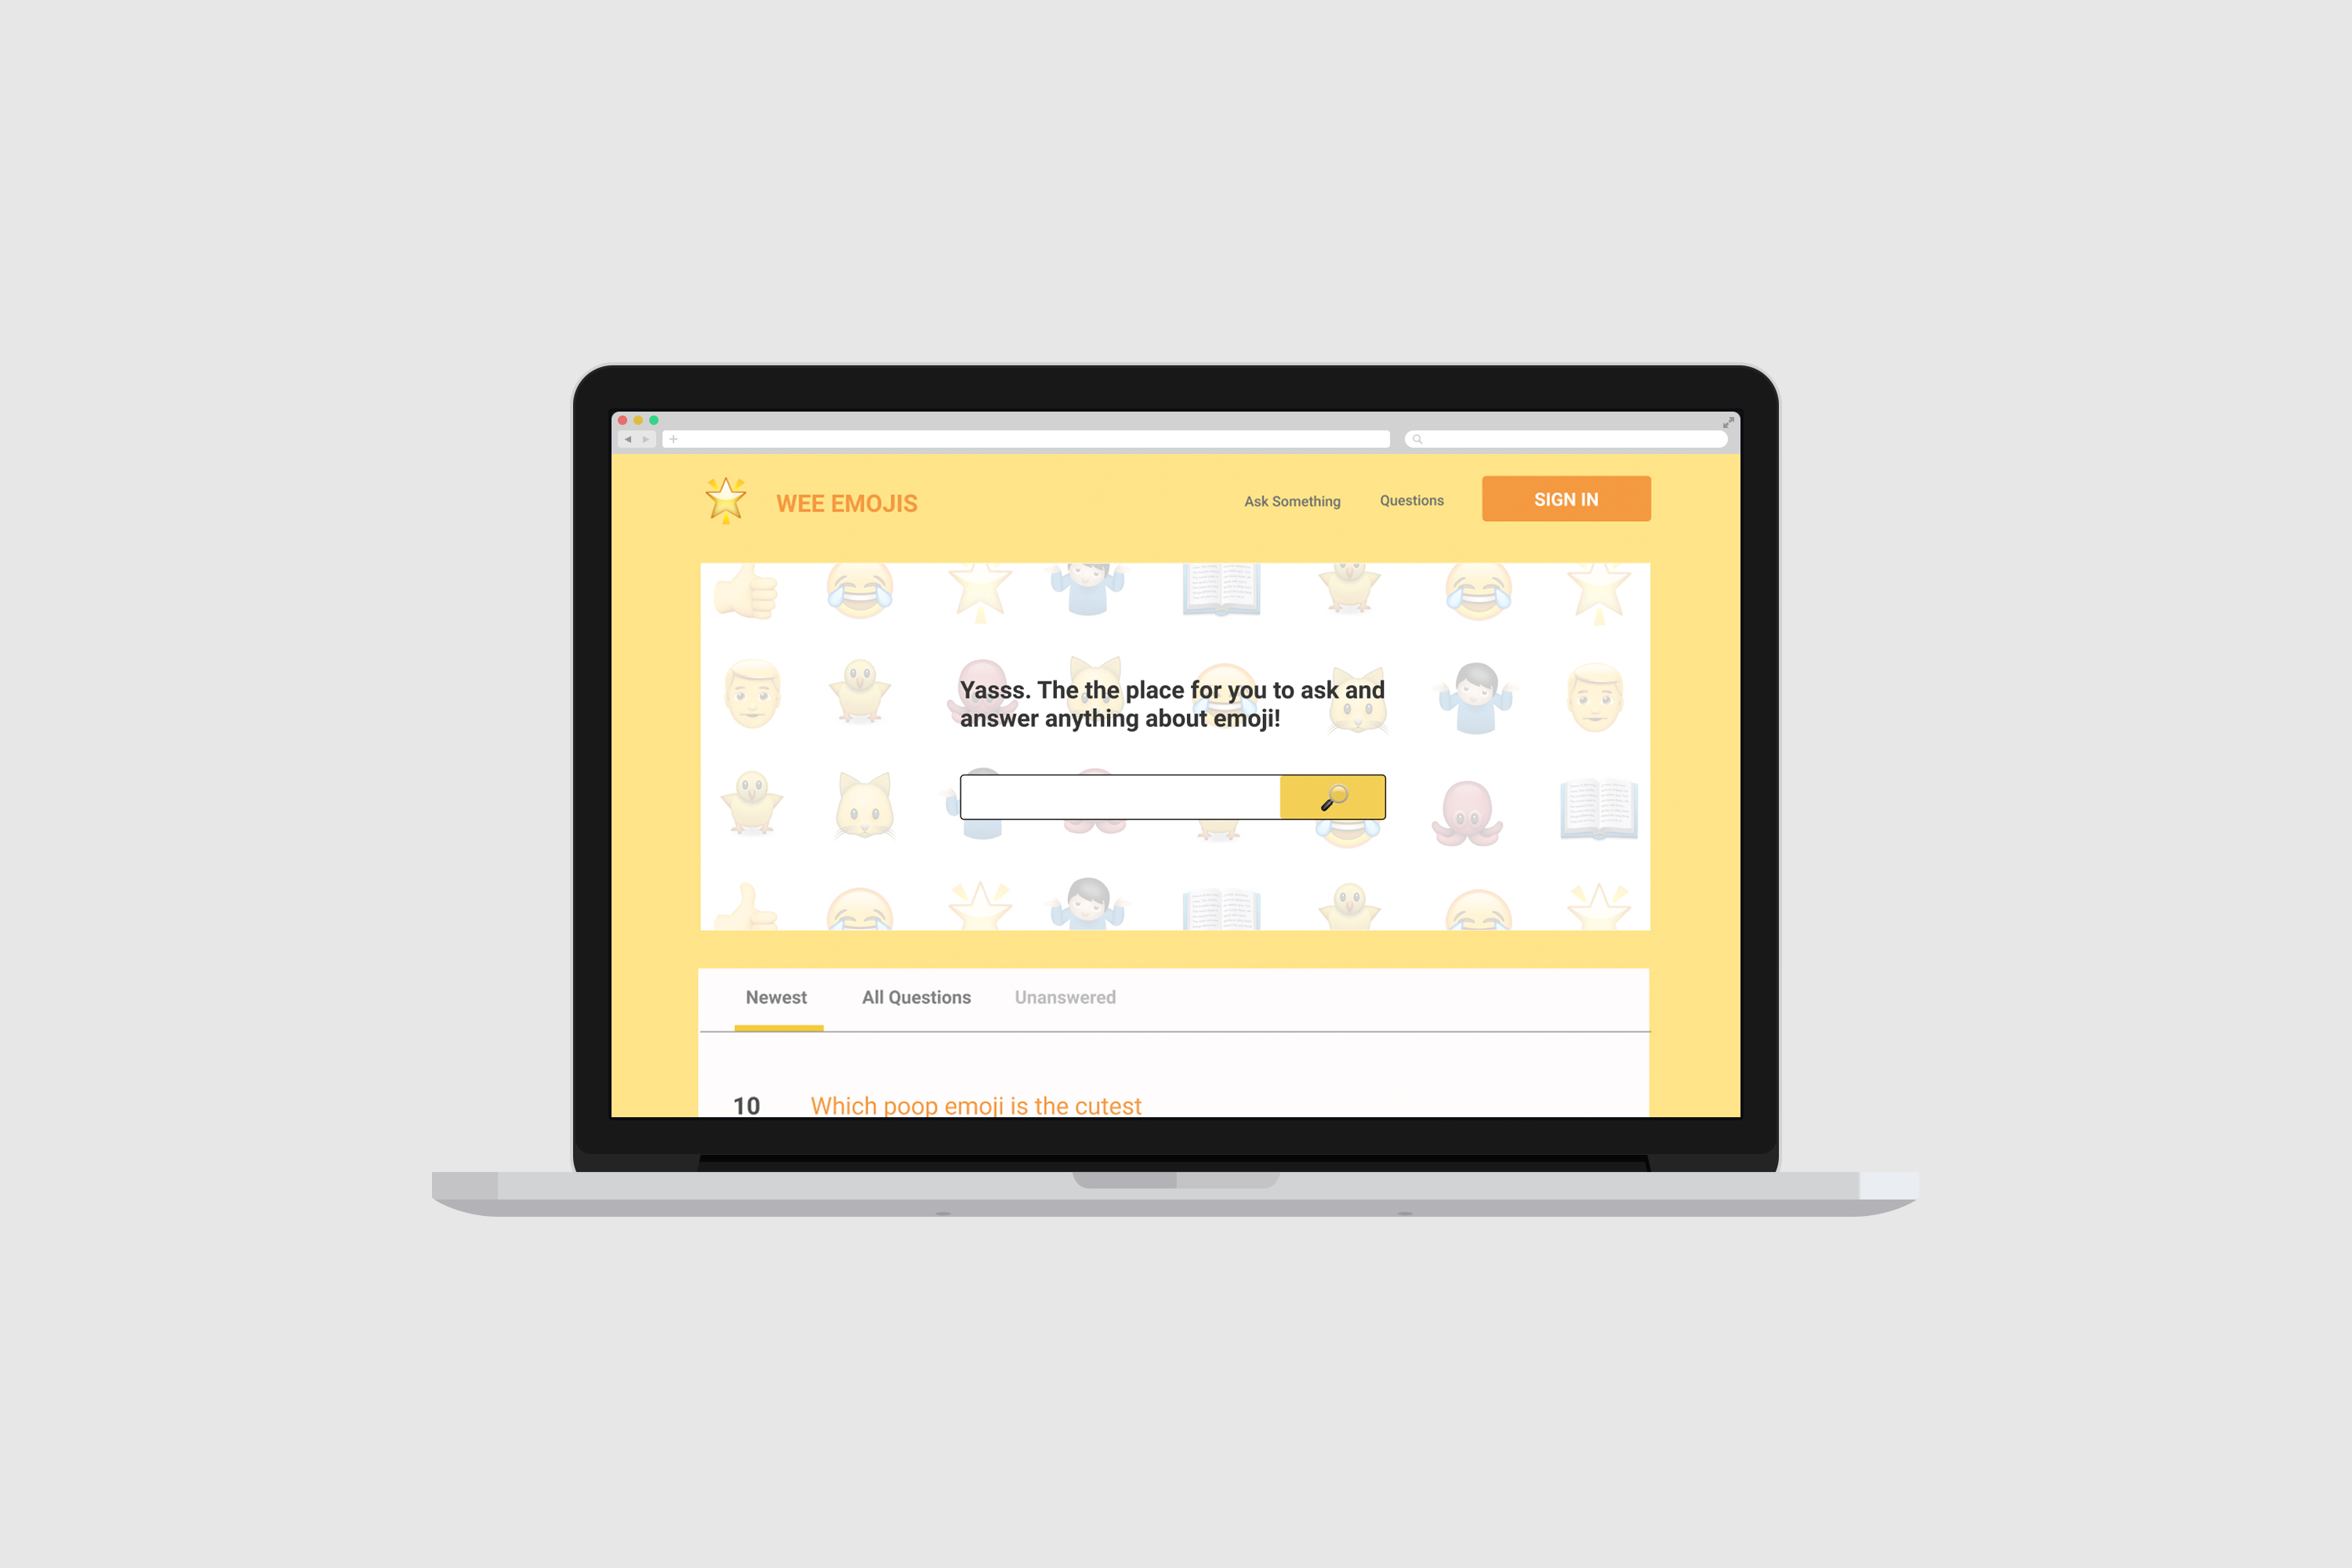 WEE EMOJIS
Ask Something
Questions
SIGN IN
Yasss. The the place for you to ask and
answer anything about emoji!
Newest
All Questions
Unanswered
10
Which poop emoji is the cutest